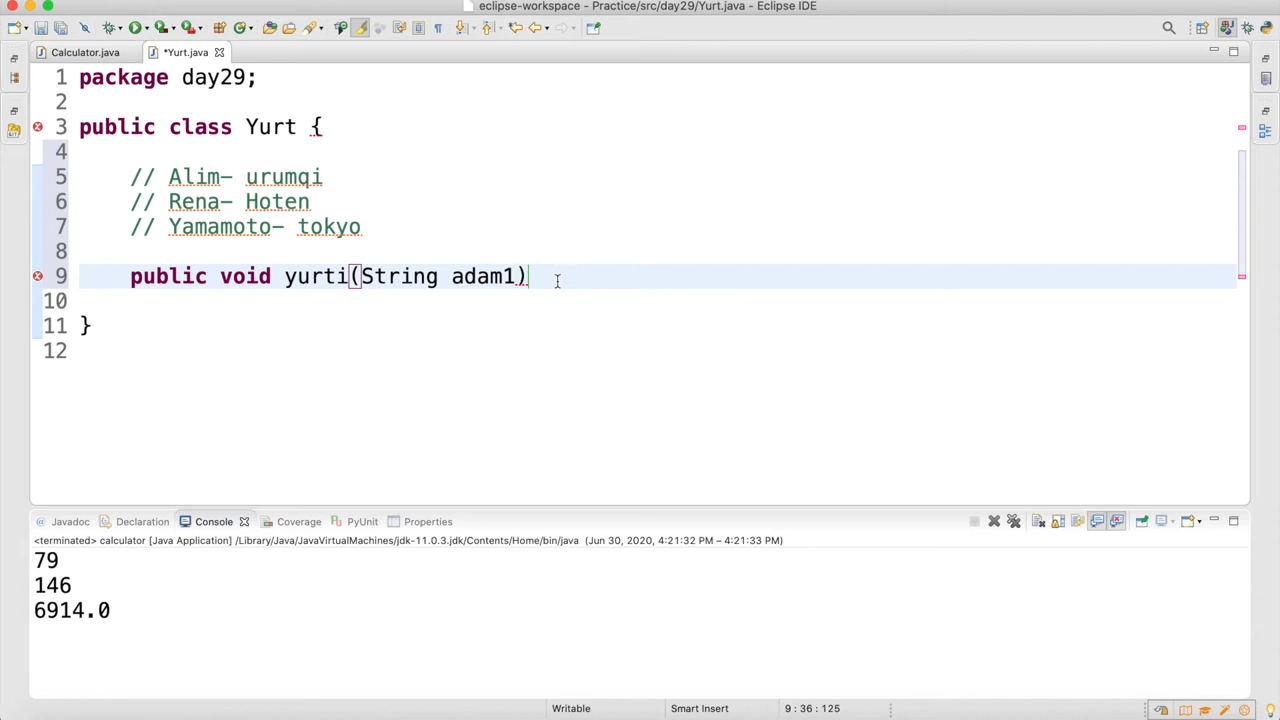 eclipse-workspace - Practice/src/day29/Yurt.java - Eclipse IDE
Calculator.java
*Yurt.java
1 package day29;
2
3 public class Yurt {
4
5 // Alim- urumqi
6 // Rena- Hoten
7 // Yamamoto- tokyo
8
9 public void yurti(String adam1)
10
11 }
12
@ Javadoc Declaration Console Coverage PyUnit Properties
<terminated> calculator [Java Application] /Library/Java/JavaVirtualMachines/jdk-11.0.3.jdk/Contents/Home/bin/java (Jun 30, 2020, 4:21:32 PM – 4:21:33 PM)
79
146
6914.0
Writable Smart Insert 9 : 36 : 125